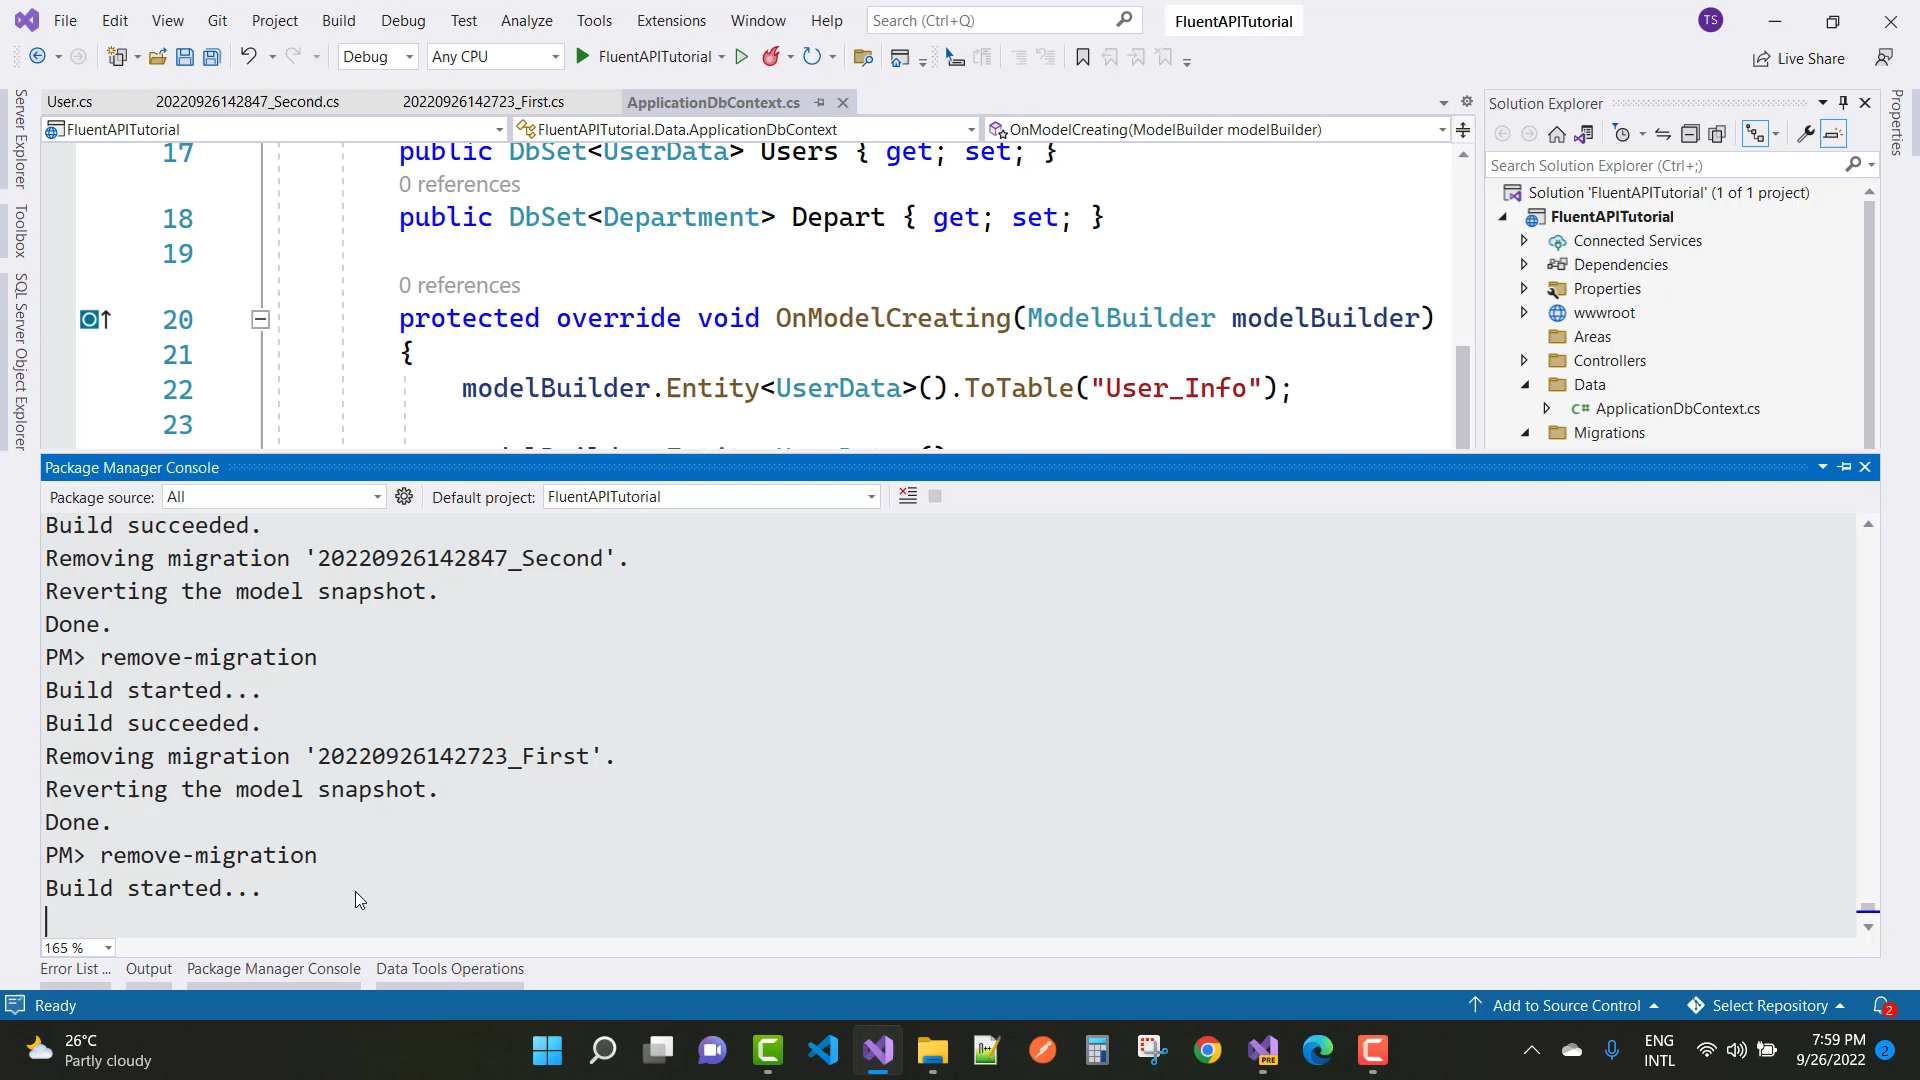 File Edit View Git Project Build Debug Test Analyze Tools Extensions Window Help Search (Ctrl+Q) FluentAPITutorial TS
Debug Any CPU FluentAPITutorial Live Share
User.cs 20220926142847_Second.cs 20220926142723_First.cs ApplicationDbContext.cs
FluentAPITutorial FluentAPITutorial.Data.ApplicationDbContext OnModelCreating(ModelBuilder modelBuilder)
17 public DbSet<UserData> Users { get; set; }
0 references
18 public DbSet<Department> Depart { get; set; }
19
0 references
20 protected override void OnModelCreating(ModelBuilder modelBuilder)
21 {
22 modelBuilder.Entity<UserData>().ToTable("User_Info");
23
Server Explorer
Toolbox
SQL Server Object Explorer
Solution Explorer
Search Solution Explorer (Ctrl+;)
Solution 'FluentAPITutorial' (1 of 1 project)
FluentAPITutorial
Connected Services
Dependencies
Properties
wwwroot
Areas
Controllers
Data
C# ApplicationDbContext.cs
Migrations
Properties
Package Manager Console
Package source: All Default project: FluentAPITutorial
Build succeeded.
Removing migration '20220926142847_Second'.
Reverting the model snapshot.
Done.
PM> remove-migration
Build started...
Build succeeded.
Removing migration '20220926142723_First'.
Reverting the model snapshot.
Done.
PM> remove-migration
Build started...
165 %
Error List ... Output Package Manager Console Data Tools Operations
Ready Add to Source Control Select Repository 2
26°C
Partly cloudy
PRE
ENG
INTL
7:59 PM
9/26/2022
2